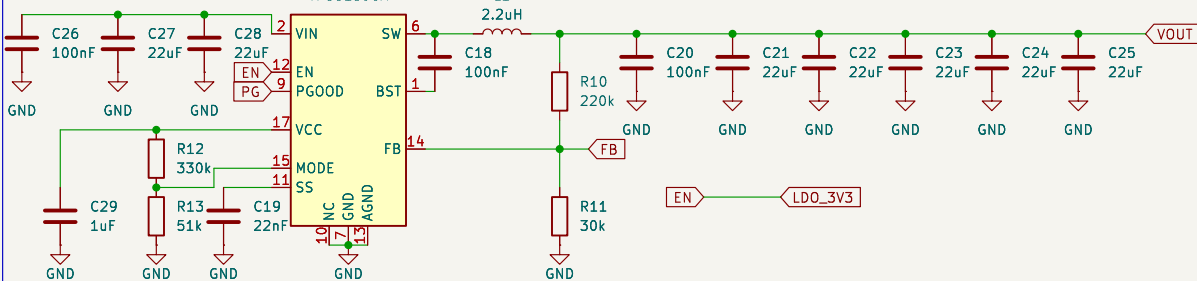 2.2uH
C26
100nF
GND
C27
22uF
GND
C28
22uF
GND
2
VIN
SW
6
EN
12
EN
PG
9
PGOOD
BST
1
C18
100nF
17
VCC
R12
330k
15
MODE
11
SS
FB
14
C29
1uF
GND
R13
51k
GND
C19
22nF
GND
NC
GND
AGND
10
7
13
GND
R10
220k
FB
R11
30k
GND
C20
100nF
GND
C21
22uF
GND
C22
22uF
GND
C23
22uF
GND
C24
22uF
GND
C25
22uF
GND
VOUT
EN
LDO_3V3